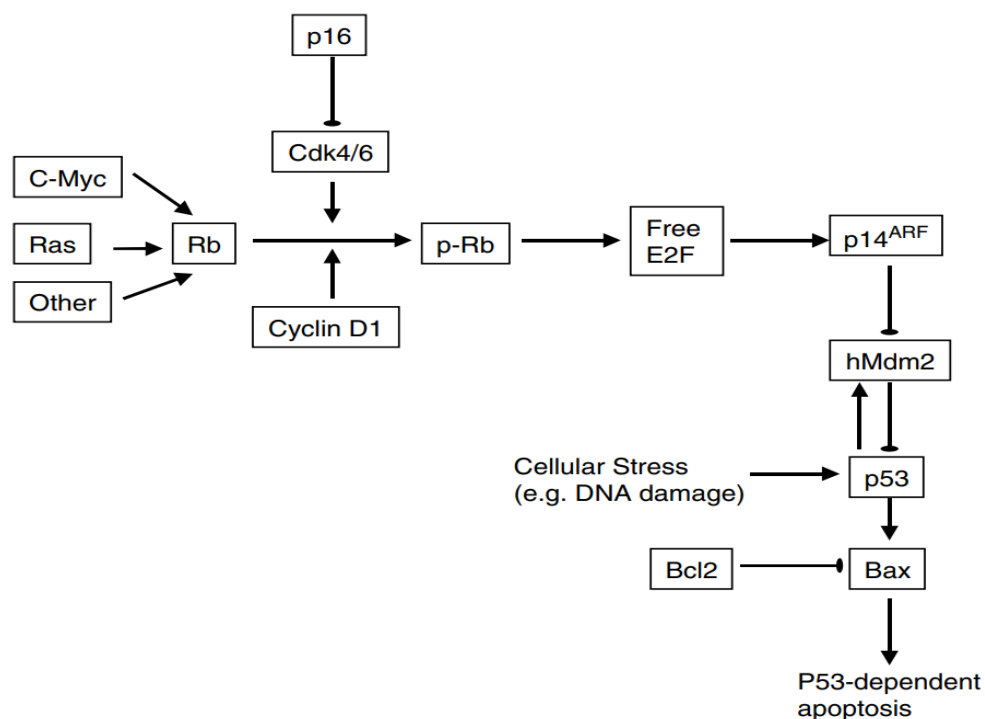 p16
Cdk4/6
C-Myc
Ras
Rb
p-Rb
Free
E2F
p14ARF
Other
Cyclin D1
hMdm2
Cellular Stress
(e.g. DNA damage)
p53
Bcl2
Bax
P53-dependent
apoptosis